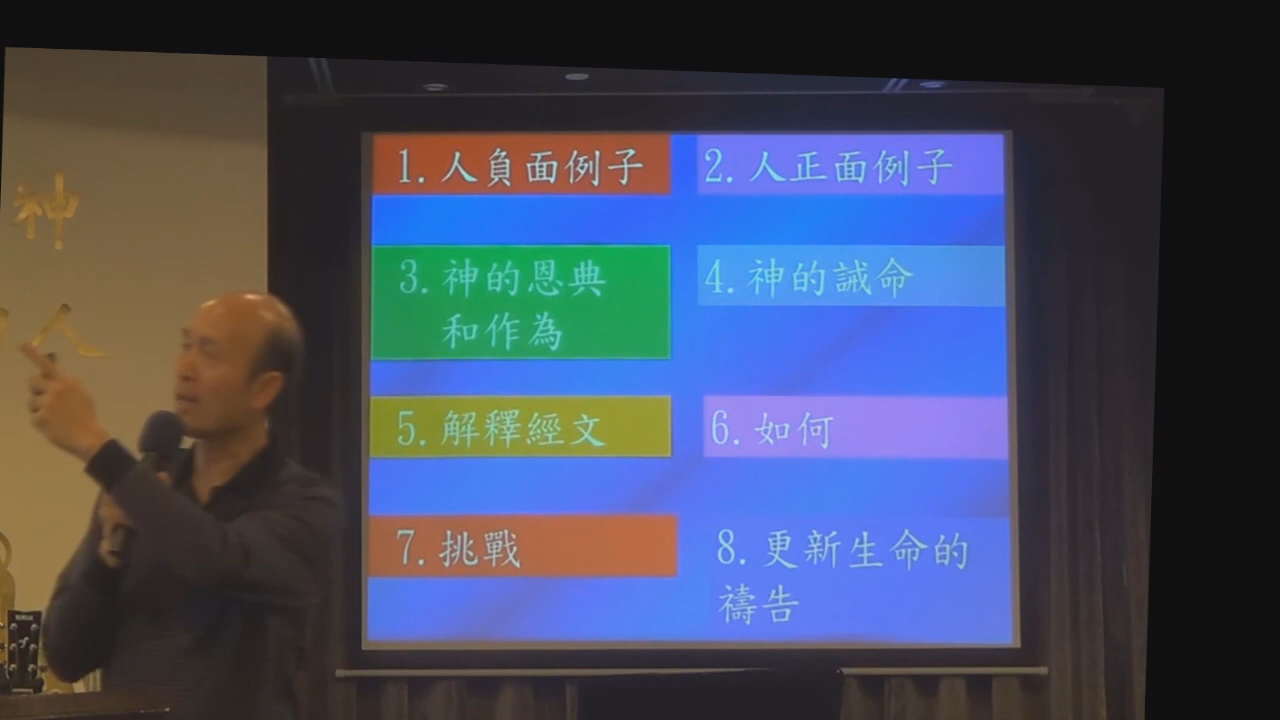 神
人
1.人負面例子
2.人正面例子
3.神的恩典
和作為
4.神的誡命
5.解釋經文
6.如何
7.挑戰
8.更新生命的
禱告